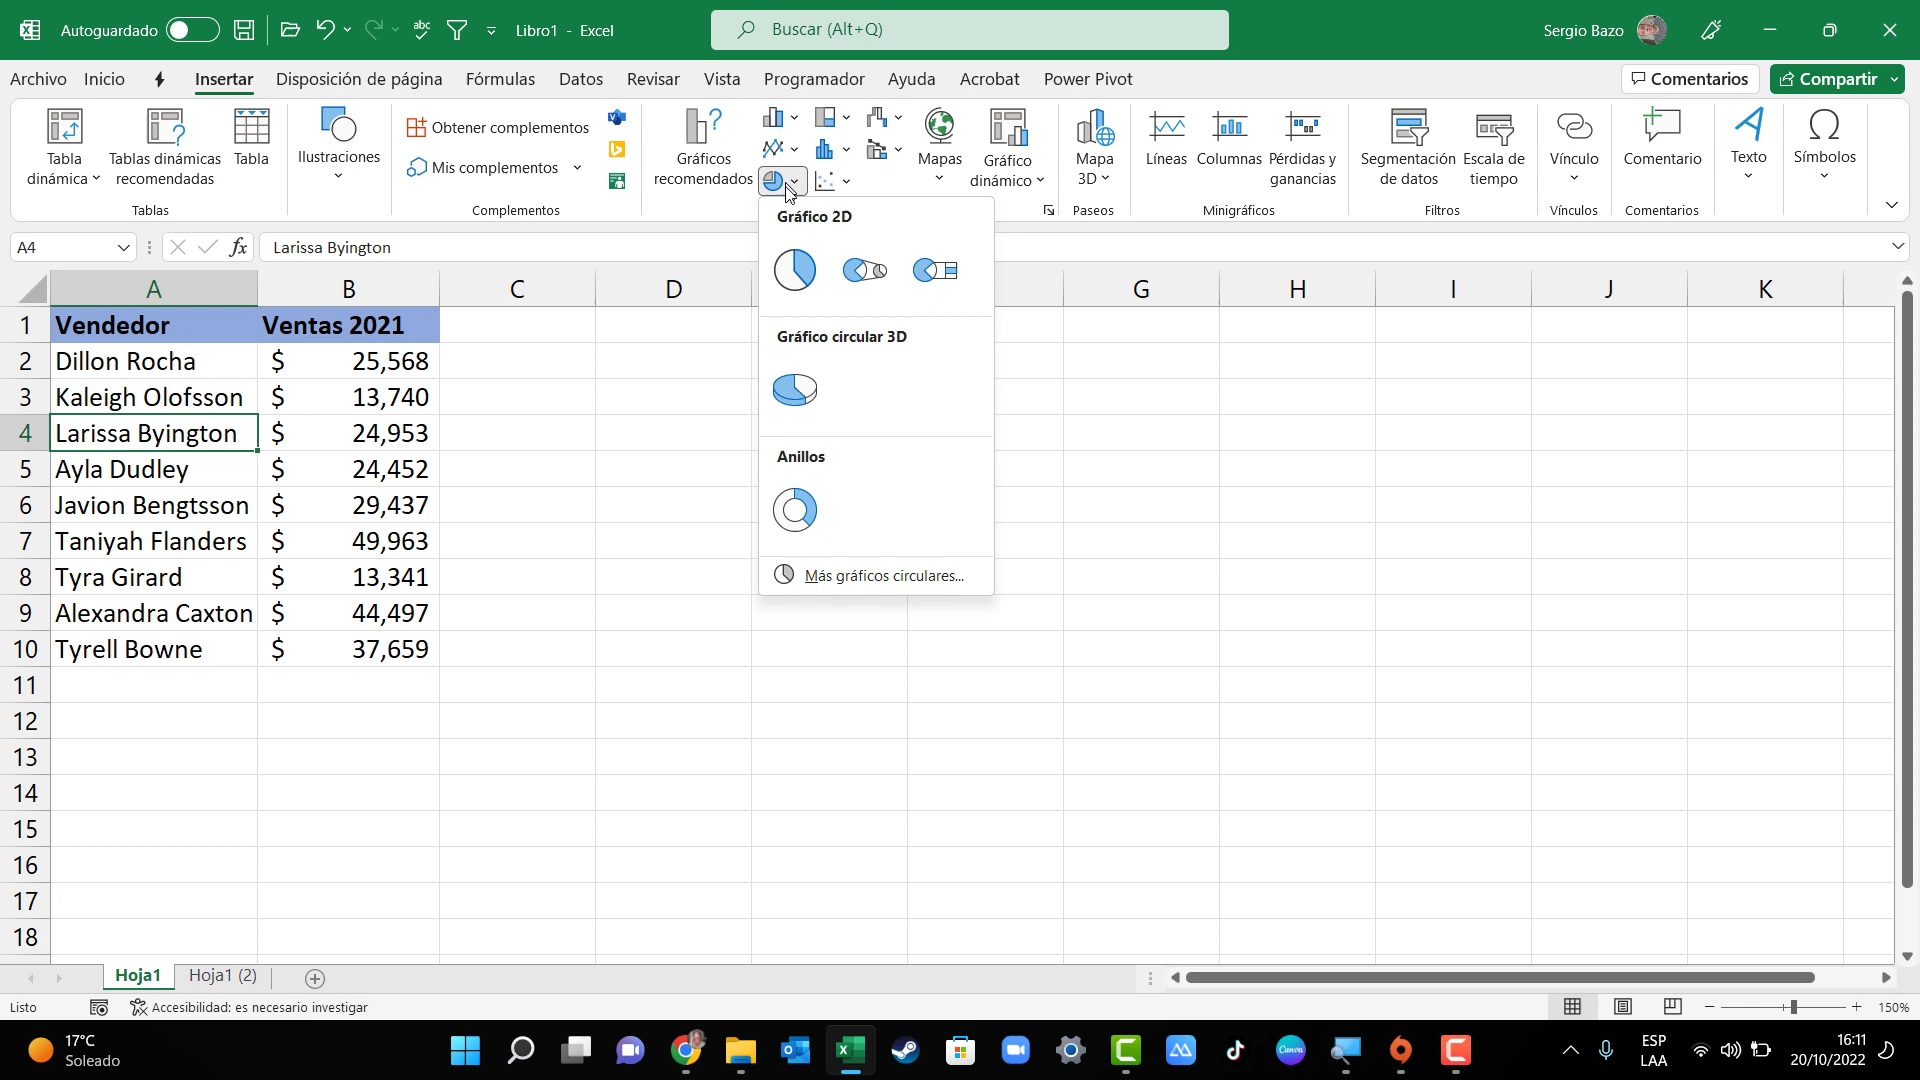 Autoguardado
abc
Libro1 - Excel
Buscar (Alt+Q)
Sergio Bazo
Archivo Inicio Insertar Disposición de página Fórmulas Datos Revisar Vista Programador Ayuda Acrobat Power Pivot
Comentarios
Compartir
Tabla
dinámica
Tablas dinámicas
recomendadas
Tabla
Tablas
Ilustraciones
Obtener complementos
Mis complementos
Complementos
Gráficos
recomendados
Mapas
Gráfico
dinámico
Mapa
3D
Paseos
Líneas
Columnas
Pérdidas y
ganancias
Minigráficos
Segmentación
de datos
Escala de
tiempo
Filtros
Vínculo
Vínculos
Comentario
Comentarios
Texto
Símbolos
Gráfico 2D
Gráfico circular 3D
Anillos
Más gráficos circulares...
A4
fx
Larissa Byington
A B C D G H I J K
1 Vendedor Ventas 2021
2 Dillon Rocha $ 25,568
3 Kaleigh Olofsson $ 13,740
4 Larissa Byington $ 24,953
5 Ayla Dudley $ 24,452
6 Javion Bengtsson $ 29,437
7 Taniyah Flanders $ 49,963
8 Tyra Girard $ 13,341
9 Alexandra Caxton $ 44,497
10 Tyrell Bowne $ 37,659
11
12
13
14
15
16
17
18
Hoja1 Hoja1 (2)
Listo
Accesibilidad: es necesario investigar
150%
17°C
Soleado
Canva
ESP
LAA
16:11
20/10/2022